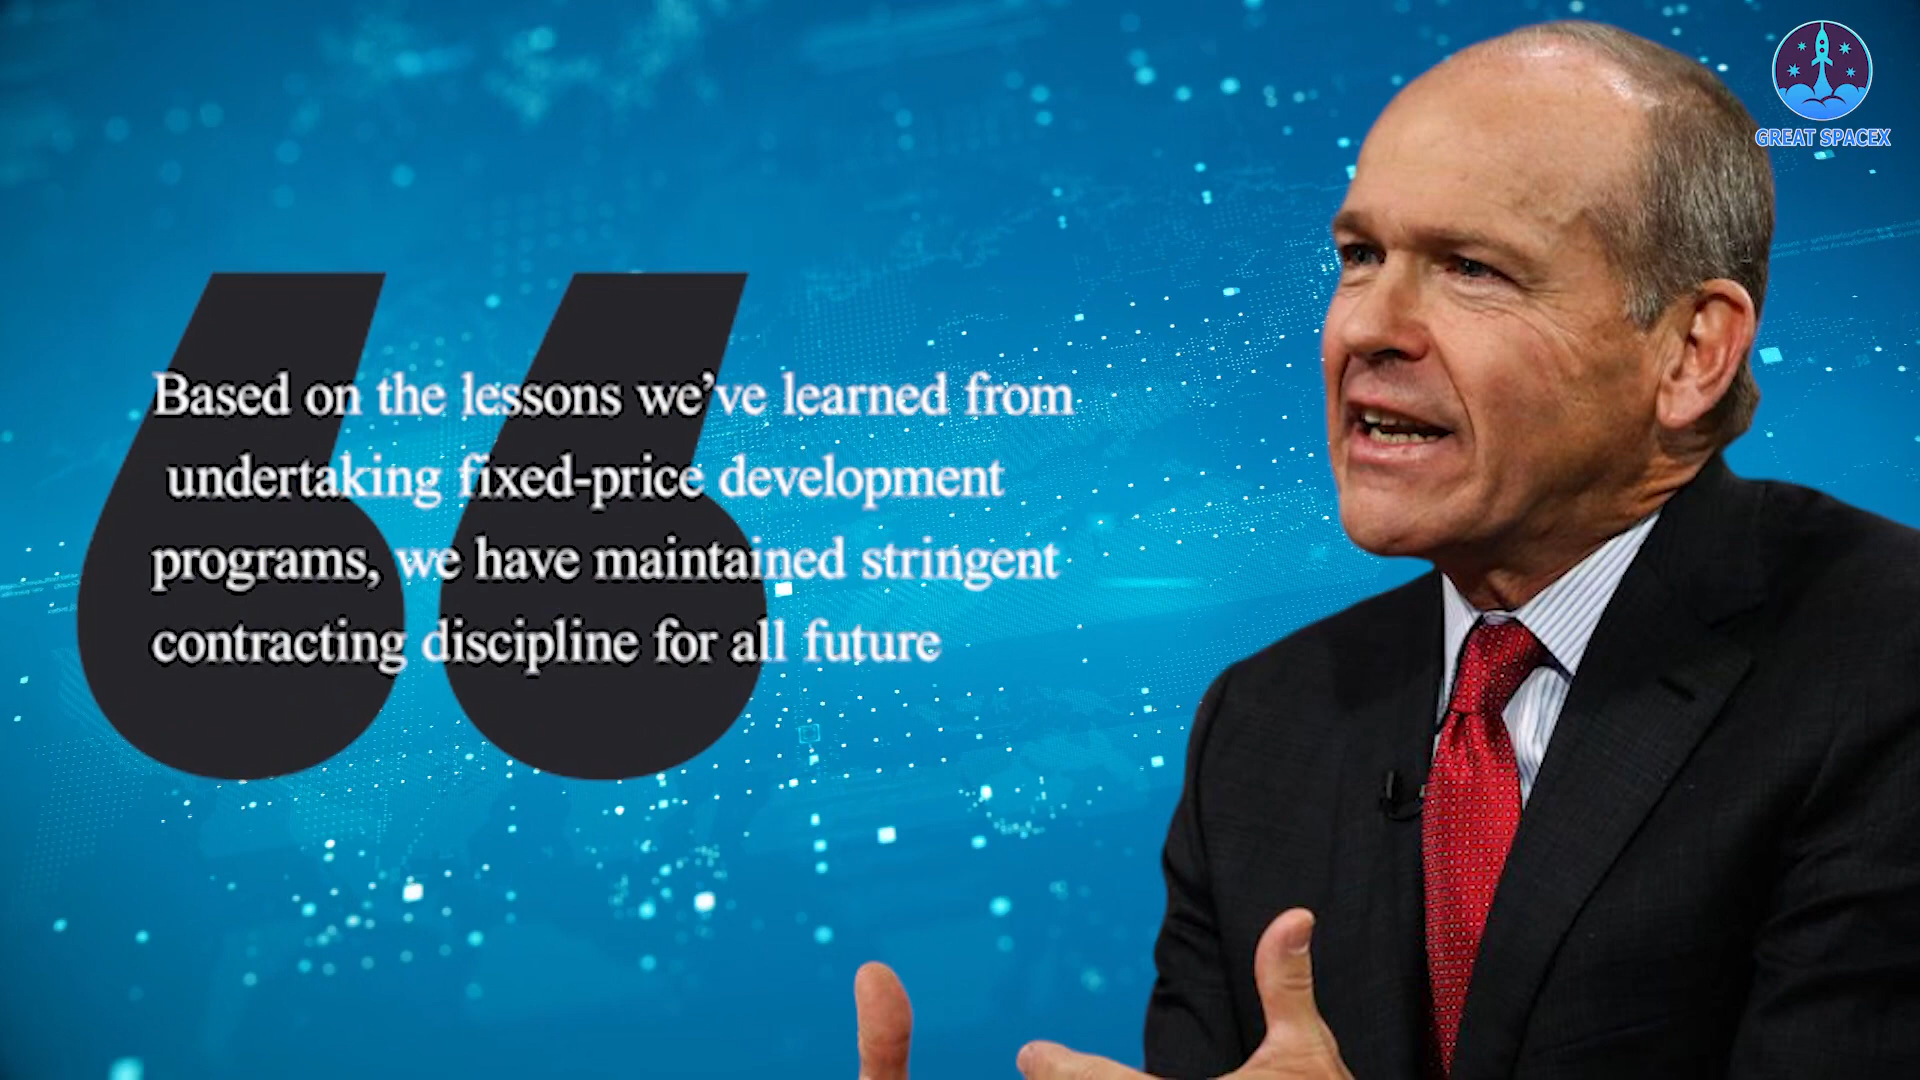 GREAT SPACEX
Based on the lessons we’ve learned from
undertaking fixed-price development
programs, we have maintained stringent
contracting discipline for all future